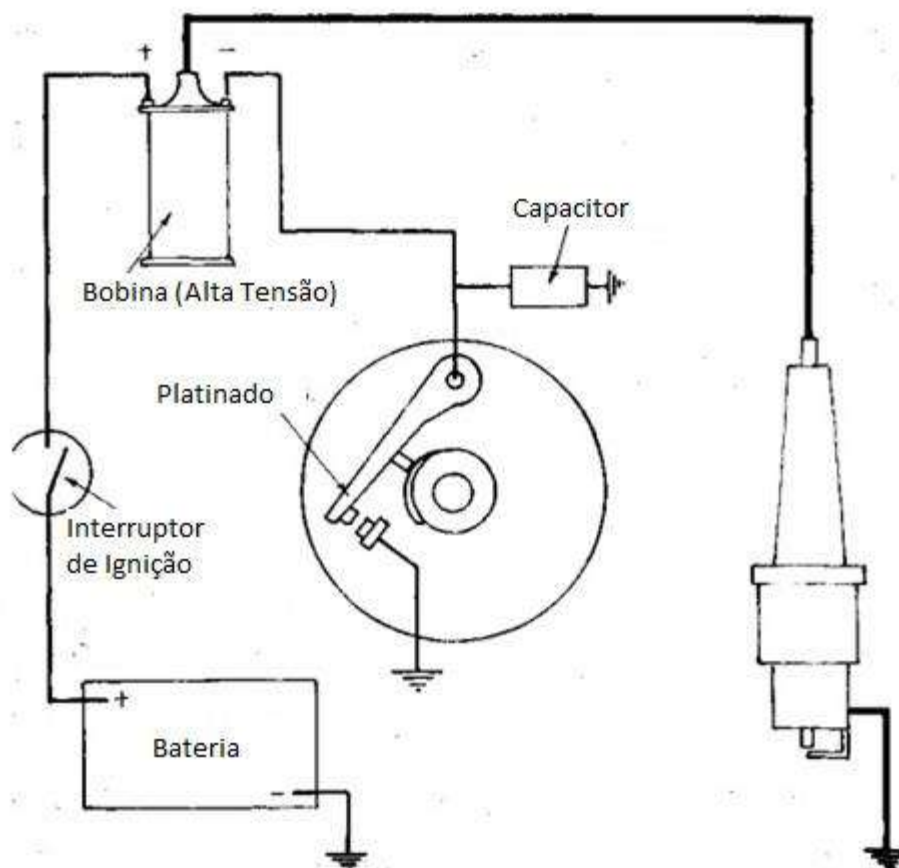 + -
Capacitor
Bobina (Alta Tensão)
Platinado
Interruptor
de Ignição
+
Bateria
-